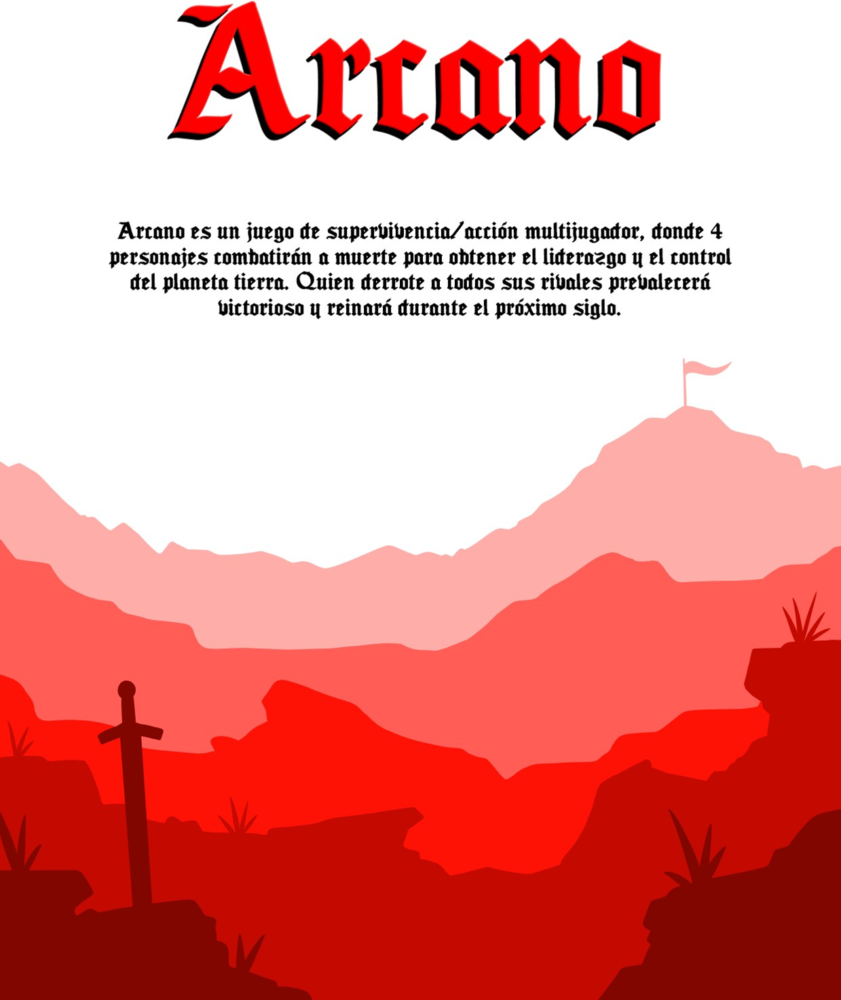 Arcano
Arcano es un juego de supervivencia/acción multijugador, donde 4
personajes combatirán a muerte para obtener el liderazgo y el control
del planeta tierra. Quien derrote a todos sus rivales prevalecerá
victorioso y reinará durante el próximo siglo.